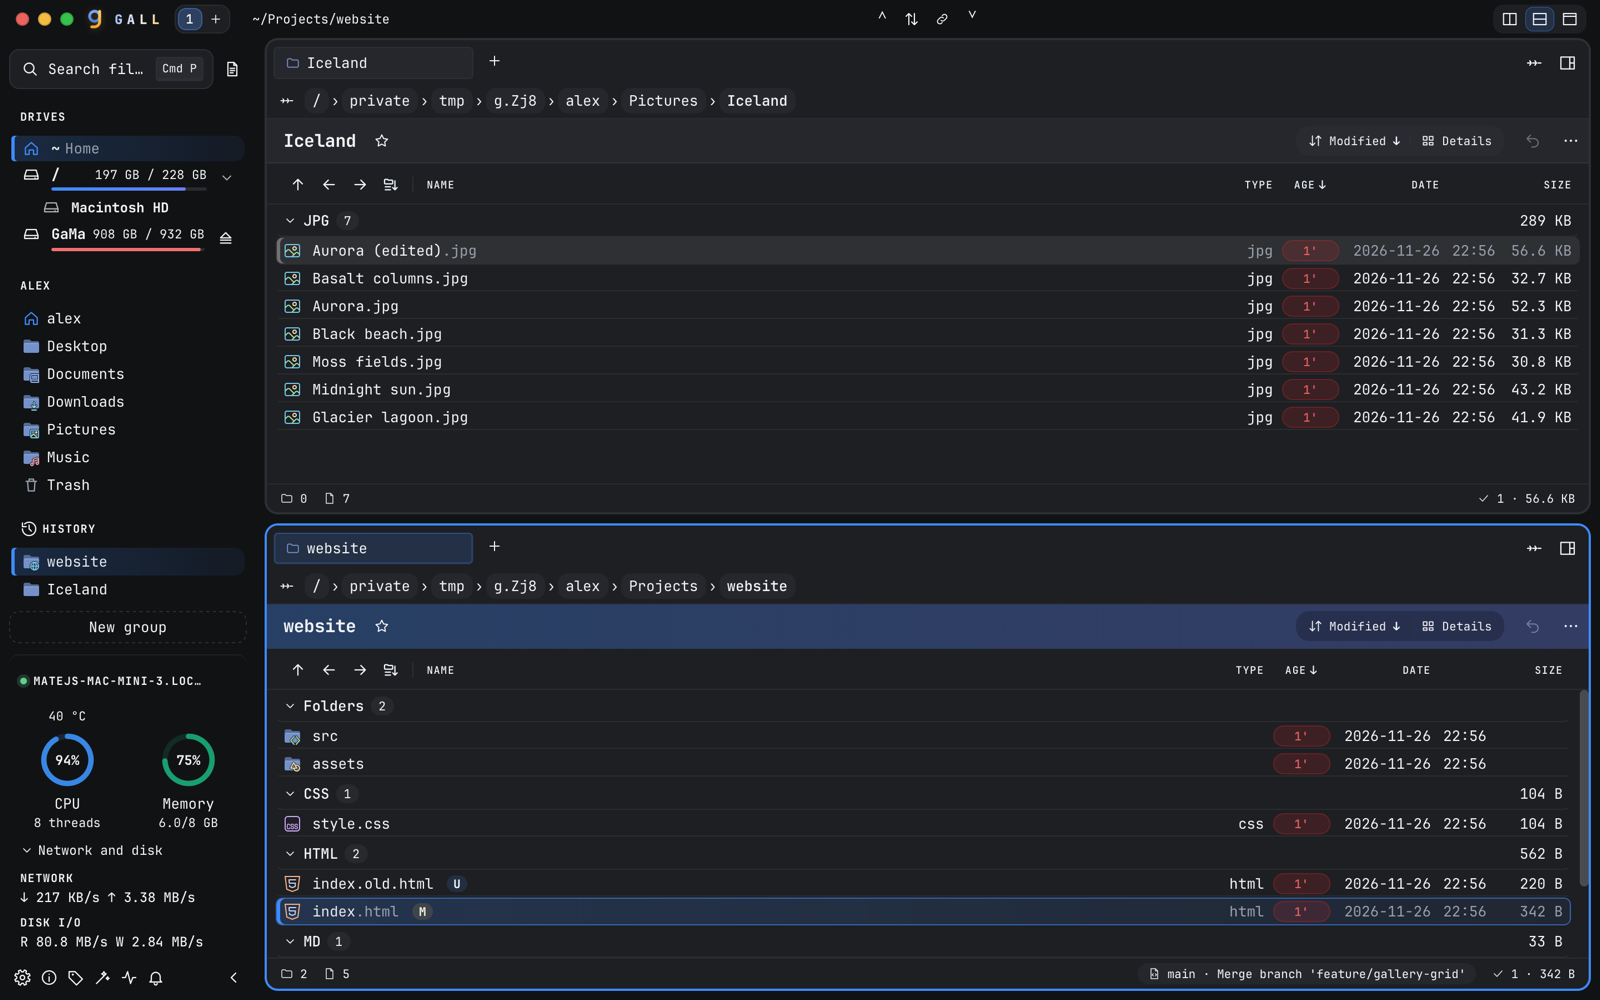 GALL
1 +
~/Projects/website
Search fil… Cmd P
DRIVES
~ Home
/ 197 GB / 228 GB
Macintosh HD
GaMa 908 GB / 932 GB
ALEX
alex
Desktop
Documents
Downloads
Pictures
Music
Trash
HISTORY
website
Iceland
New group
MATEJS-MAC-MINI-3.LOC…
40 °C
94% 75%
CPU Memory
8 threads 6.0/8 GB
Network and disk
NETWORK
↓ 217 KB/s ↑ 3.38 MB/s
DISK I/O
R 80.8 MB/s W 2.84 MB/s
Iceland +
/ › private › tmp › g.Zj8 › alex › Pictures › Iceland
Iceland Modified ↓ Details …
NAME TYPE AGE↓ DATE SIZE
JPG 7 289 KB
Aurora (edited).jpg jpg 1' 2026-11-26 22:56 56.6 KB
Basalt columns.jpg jpg 1' 2026-11-26 22:56 32.7 KB
Aurora.jpg jpg 1' 2026-11-26 22:56 52.3 KB
Black beach.jpg jpg 1' 2026-11-26 22:56 31.3 KB
Moss fields.jpg jpg 1' 2026-11-26 22:56 30.8 KB
Midnight sun.jpg jpg 1' 2026-11-26 22:56 43.2 KB
Glacier lagoon.jpg jpg 1' 2026-11-26 22:56 41.9 KB
0 7 1 · 56.6 KB
website +
/ › private › tmp › g.Zj8 › alex › Projects › website
website Modified ↓ Details …
NAME TYPE AGE↓ DATE SIZE
Folders 2
src 1' 2026-11-26 22:56
assets 1' 2026-11-26 22:56
CSS 1 104 B
style.css css 1' 2026-11-26 22:56 104 B
HTML 2 562 B
index.old.html U html 1' 2026-11-26 22:56 220 B
index.html M html 1' 2026-11-26 22:56 342 B
MD 1 33 B
2 5 main · Merge branch 'feature/gallery-grid' 1 · 342 B